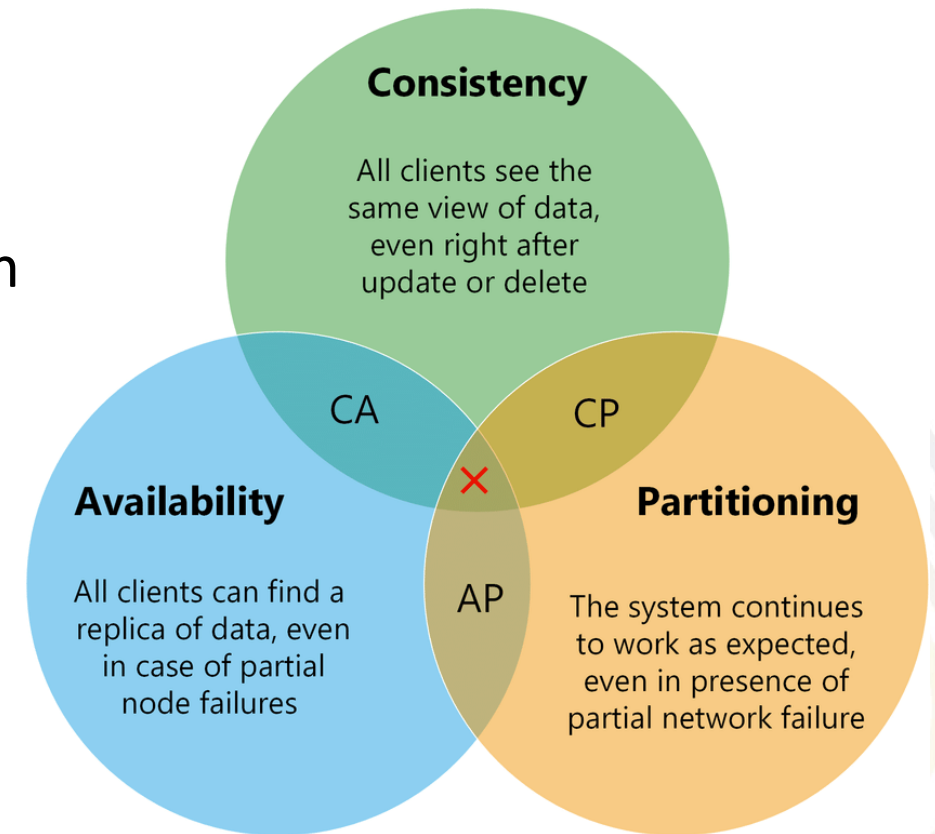 Consistency
All clients see the
same view of data,
even right after
update or delete
n
CA
CP
Availability
Partitioning
All clients can find a
replica of data, even
in case of partial
node failures
AP
The system continues
to work as expected,
even in presence of
partial network failure